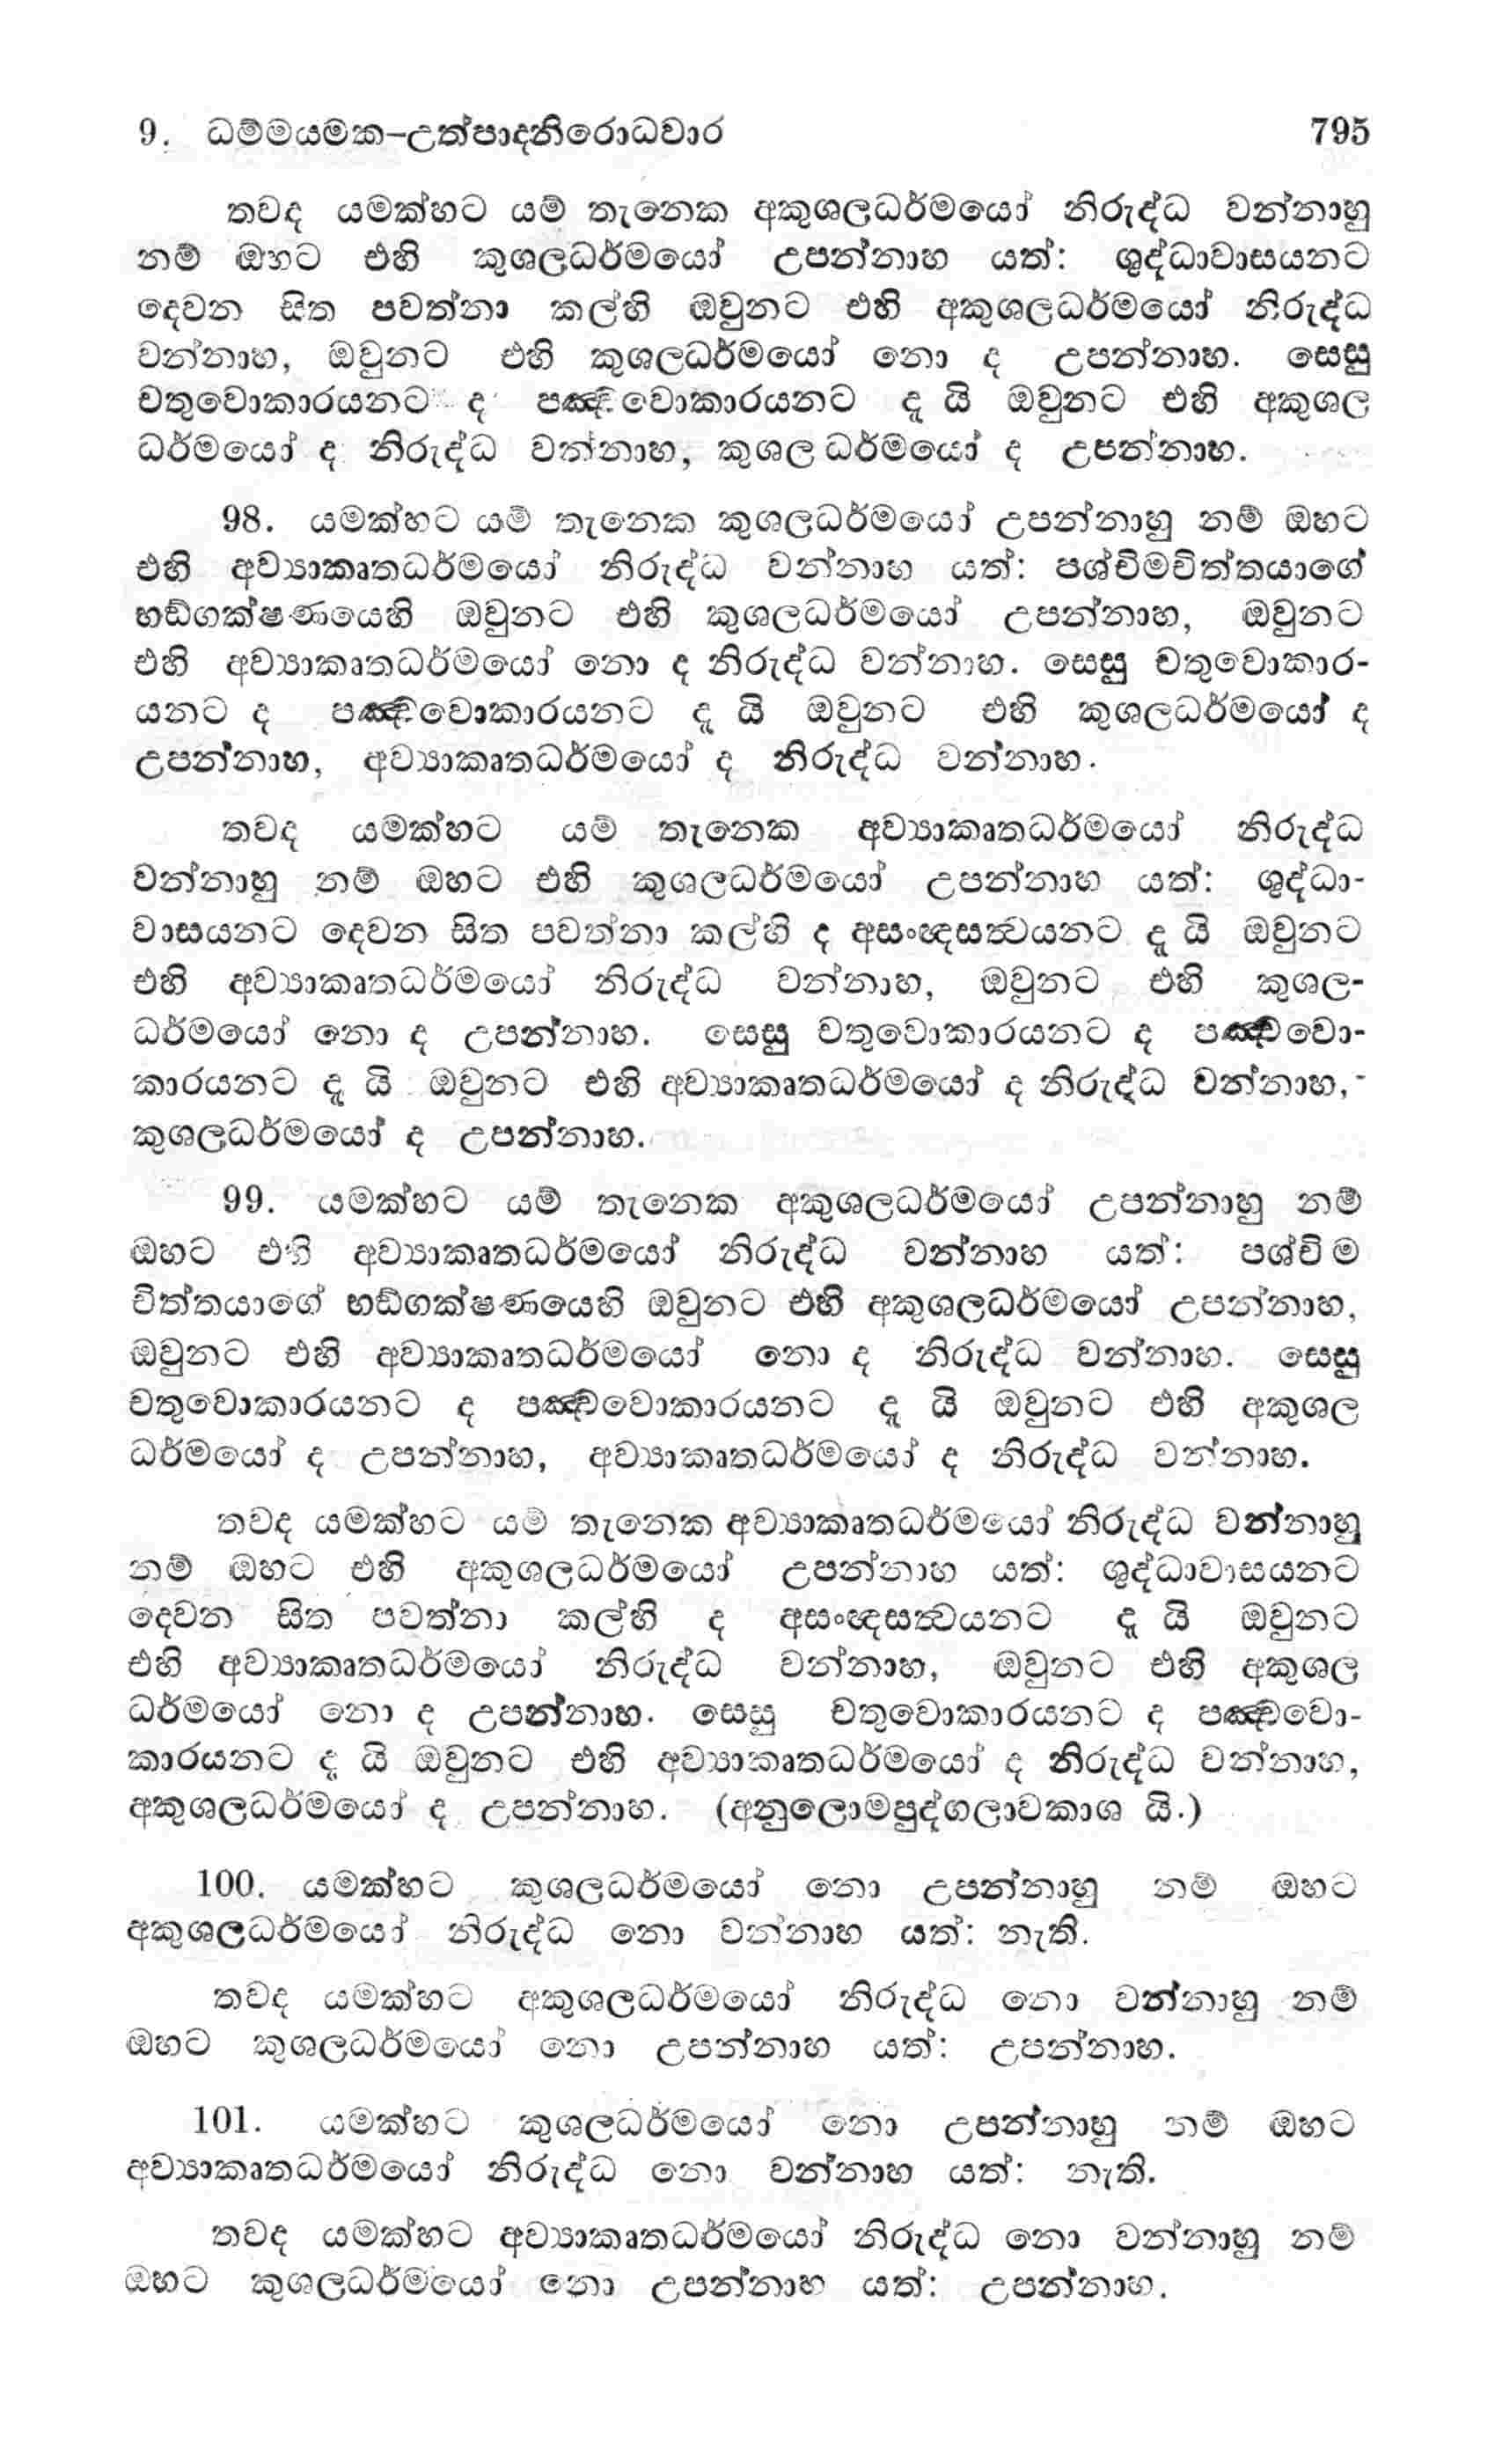 9. ධම්මයමක–උත්පාදනිරොධවාර 795
තවද යමක්හට යම් තැනෙක අකුශලධර්මයෝ නිරුද්ධ වන්නාහු
නම් ඔහට එහි කුශලධර්මයෝ උපන්නාහ යත්: ශුද්ධාවාසයනට
දෙවන සිත පවත්නා කල්හි ඔවුනට එහි අකුශලධර්මයෝ නිරුද්ධ
වන්නාහ, ඔවුනට එහි කුශලධර්මයෝ නො ද උපන්නාහ. සෙසු
චතුවොකාරයනට ද පඤ්චවොකාරයනට දැ යි ඔවුනට එහි අකුශල
ධර්මයෝ ද නිරුද්ධ වන්නාහ, කුශල ධර්මයෝ ද උපන්නාහ.
98. යමක්හට යම් තැනෙක කුශලධර්මයෝ උපන්නාහු නම් ඔහට
එහි අව්‍යාකෘතධර්මයෝ නිරුද්ධ වන්නාහ යත්: පශ්චිමචිත්තයාගේ
භඞ්ගක්ෂණයෙහි ඔවුනට එහි කුශලධර්මයෝ උපන්නාහ, ඔවුනට
එහි අව්‍යාකෘතධර්මයෝ නො ද නිරුද්ධ වන්නාහ. සෙසු චතුවොකාර-
යනට ද පඤ්චවොකාරයනට දැ යි ඔවුනට එහි කුශලධර්මයෝ ද
උපන්නාහ, අව්‍යාකෘතධර්මයෝ ද නිරුද්ධ වන්නාහ.
තවද යමක්හට යම් තැනෙක අව්‍යාකෘතධර්මයෝ නිරුද්ධ
වන්නාහු නම් ඔහට එහි කුශලධර්මයෝ උපන්නාහ යත්: ශුද්ධා-
වාසයනට දෙවන සිත පවත්නා කල්හි ද අසංඥසත්‍වයනට දැ යි ඔවුනට
එහි අව්‍යාකෘතධර්මයෝ නිරුද්ධ වන්නාහ, ඔවුනට එහි කුශල-
ධර්මයෝ නො ද උපන්නාහ. සෙසු චතුවොකාරයනට ද පඤ්චවො-
කාරයනට දැ යි ඔවුනට එහි අව්‍යාකෘතධර්මයෝ ද නිරුද්ධ වන්නාහ,
කුශලධර්මයෝ ද උපන්නාහ.
99. යමක්හට යම් තැනෙක අකුශලධර්මයෝ උපන්නාහු නම්
ඔහට එහි අව්‍යාකෘතධර්මයෝ නිරුද්ධ වන්නාහ යත්: පශ්චිම
චිත්තයාගේ භඞ්ගක්ෂණයෙහි ඔවුනට එහි අකුශලධර්මයෝ උපන්නාහ,
ඔවුනට එහි අව්‍යාකෘතධර්මයෝ නො ද නිරුද්ධ වන්නාහ. සෙසු
චතුවොකාරයනට ද පඤ්චවොකාරයනට දැ යි ඔවුනට එහි අකුශල
ධර්මයෝ ද උපන්නාහ, අව්‍යාකෘතධර්මයෝ ද නිරුද්ධ වන්නාහ.
තවද යමක්හට යම් තැනෙක අව්‍යාකෘතධර්මයෝ නිරුද්ධ වන්නාහු
නම් ඔහට එහි අකුශලධර්මයෝ උපන්නාහ යත්: ශුද්ධාවාසයනට
දෙවන සිත පවත්නා කල්හි ද අසංඥසත්‍වයනට දැ යි ඔවුනට
එහි අව්‍යාකෘතධර්මයෝ නිරුද්ධ වන්නාහ, ඔවුනට එහි අකුශල
ධර්මයෝ නො ද උපන්නාහ. සෙසු චතුවොකාරයනට ද පඤ්චවො-
කාරයනට දැ යි ඔවුනට එහි අව්‍යාකෘතධර්මයෝ ද නිරුද්ධ වන්නාහ,
අකුශලධර්මයෝ ද උපන්නාහ. (අනුලොමපුද්ගලාවකාශ යි.)
100. යමක්හට කුශලධර්මයෝ නො උපන්නාහු නම් ඔහට
අකුශලධර්මයෝ නිරුද්ධ නො වන්නාහ යත්: නැති.
තවද යමක්හට අකුශලධර්මයෝ නිරුද්ධ නො වන්නාහු නම්
ඔහට කුශලධර්මයෝ නො උපන්නාහ යත්: උපන්නාහ.
101. යමක්හට කුශලධර්මයෝ නො උපන්නාහු නම් ඔහට
අව්‍යාකෘතධර්මයෝ නිරුද්ධ නො වන්නාහ යත්: නැති.
තවද යමක්හට අව්‍යාකෘතධර්මයෝ නිරුද්ධ නො වන්නාහු නම්
ඔහට කුශලධර්මයෝ නො උපන්නාහ යත්: උපන්නාහ.